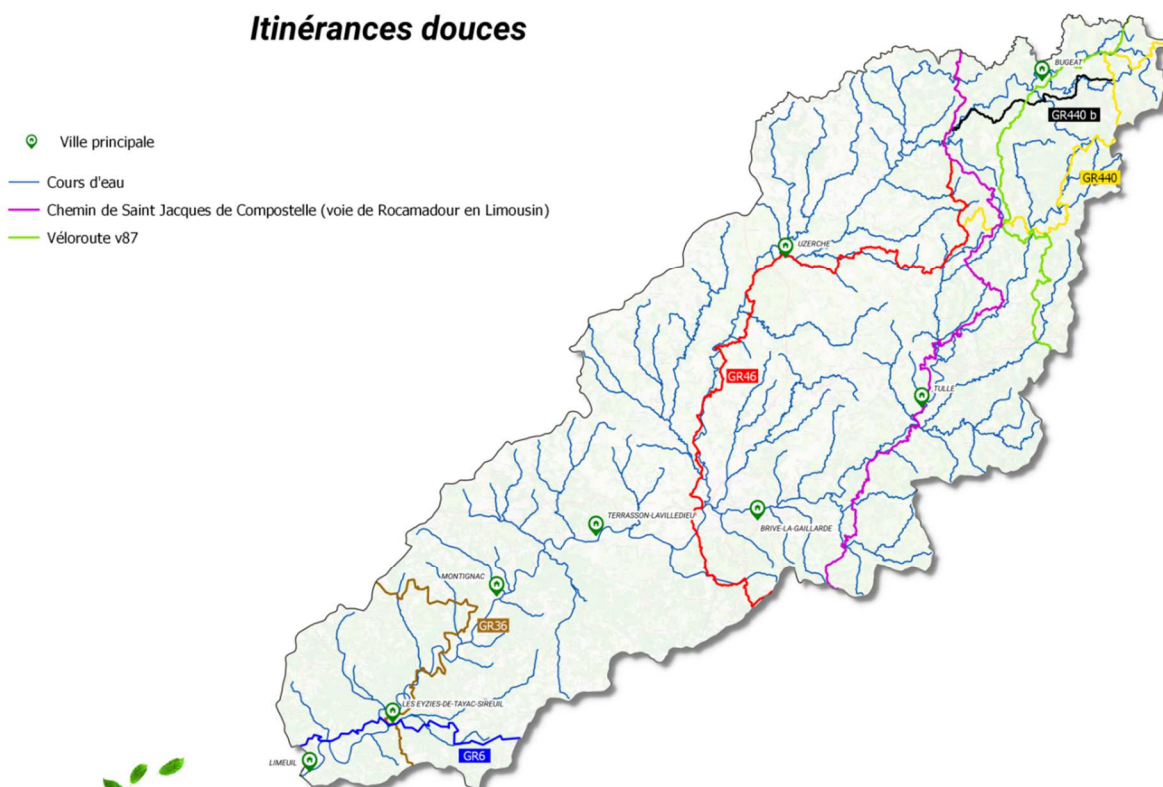 Itinérances douces
Ville principale
Cours d'eau
Chemin de Saint Jacques de Compostelle (voie de Rocamadour en Limousin)
Véloroute v87
BUGEAT
GR440 b
GR440
UZERCHE
GR46
TULLE
TERRASSON-LAVILLEDIEU
BRIVE-LA-GAILLARDE
MONTIGNAC
GR36
LES EYZIES-DE-TAYAC-SIREUIL
GR6
LIMEUIL